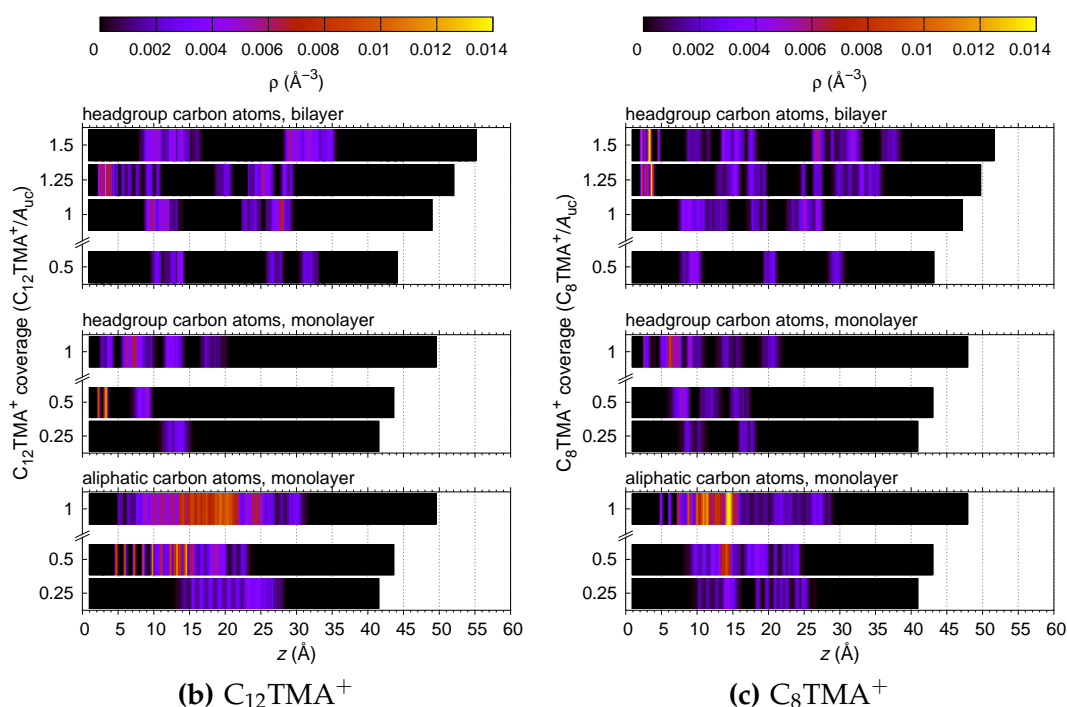 0 0.002 0.004 0.006 0.008 0.01 0.012 0.014
ρ (Å⁻³)
C₁₂TMA⁺ coverage (C₁₂TMA⁺/A_uc)
headgroup carbon atoms, bilayer
1.5
1.25
1
0.5
headgroup carbon atoms, monolayer
1
0.5
0.25
aliphatic carbon atoms, monolayer
1
0.5
0.25
0 5 10 15 20 25 30 35 40 45 50 55 60
z (Å)
(b) C₁₂TMA⁺
0 0.002 0.004 0.006 0.008 0.01 0.012 0.014
ρ (Å⁻³)
C₈TMA⁺ coverage (C₈TMA⁺/A_uc)
headgroup carbon atoms, bilayer
1.5
1.25
1
0.5
headgroup carbon atoms, monolayer
1
0.5
0.25
aliphatic carbon atoms, monolayer
1
0.5
0.25
0 5 10 15 20 25 30 35 40 45 50 55 60
z (Å)
(c) C₈TMA⁺